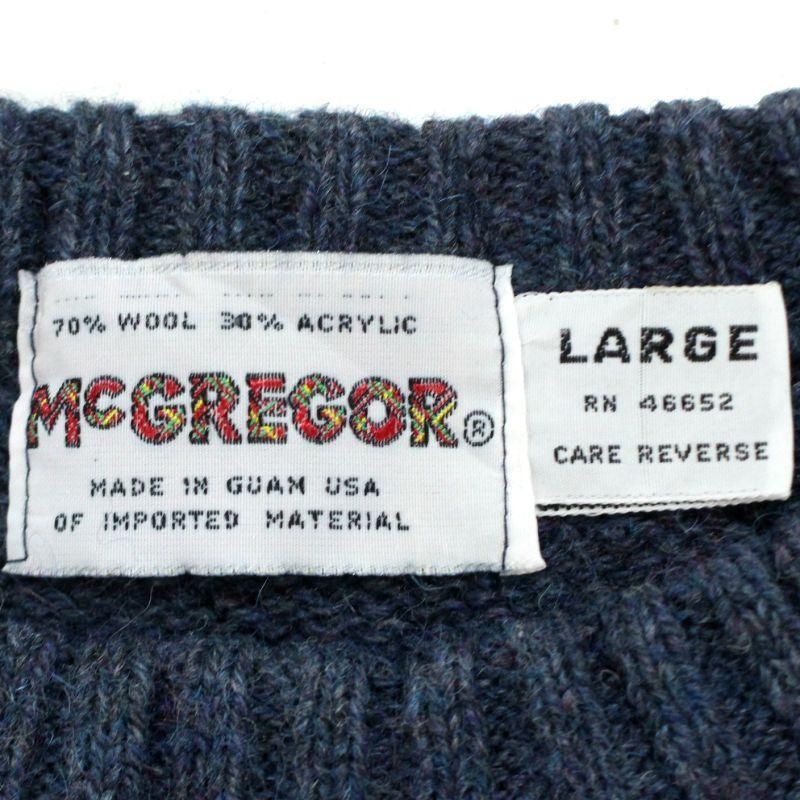 70% WOOL 30% ACRYLIC
McGREGOR®
MADE IN GUAM USA
OF IMPORTED MATERIAL
LARGE
RN 46652
CARE REVERSE